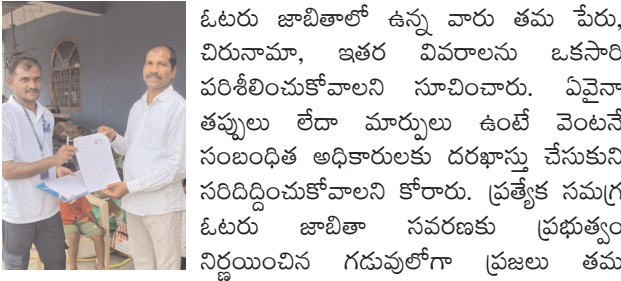 ఓటరు జాబితాలో ఉన్న వారు తమ పేరు,
చిరునామా, ఇతర వివరాలను ఒకసారి
పరిశీలించుకోవాలని సూచించారు. ఏవైనా
తప్పులు లేదా మార్పులు ఉంటే వెంటనే
సంబంధిత అధికారులకు దరఖాస్తు చేసుకుని
సరిదిద్దించుకోవాలని కోరారు. ప్రత్యేక సమగ్ర
ఓటరు జాబితా సవరణకు ప్రభుత్వం
నిర్ణయించిన గడువులోగా ప్రజలు తమ